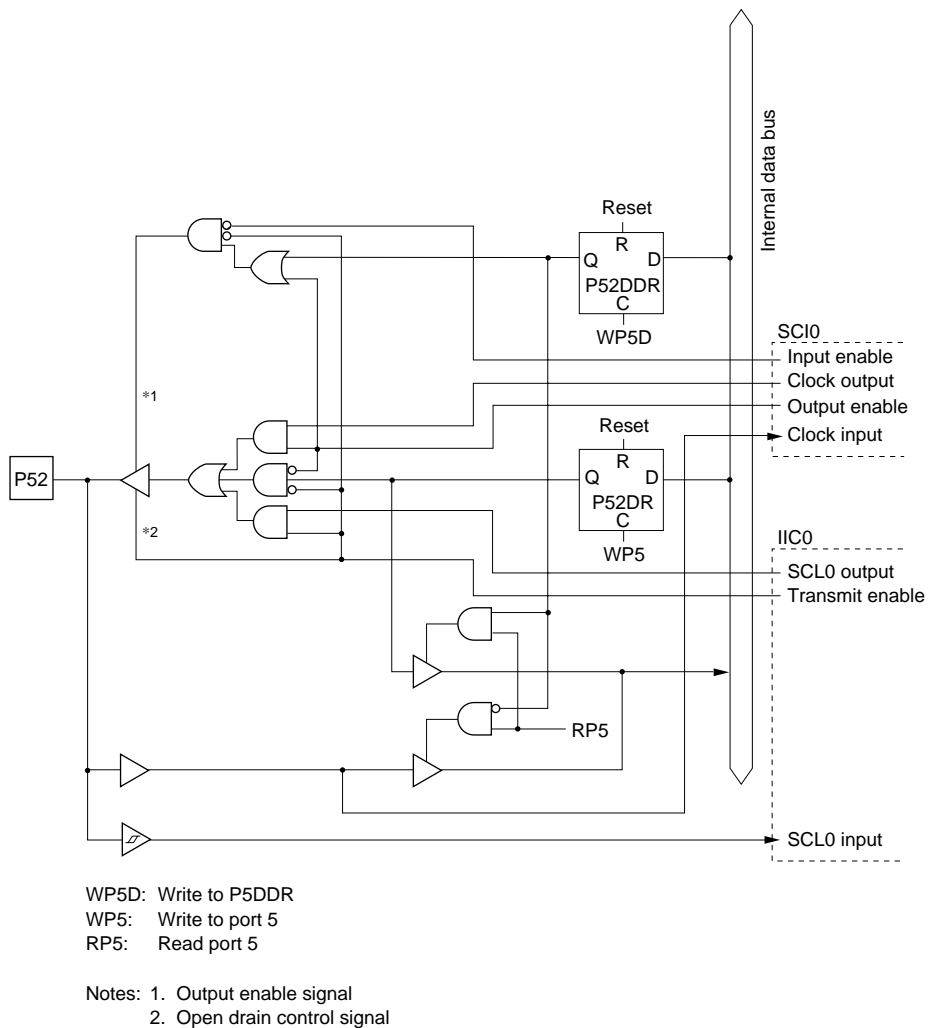 Internal data bus
Reset
R
Q D
P52DDR
C
WP5D
SCI0
Input enable
Clock output
Output enable
Clock input
*1
Reset
R
Q D
P52DR
C
WP5
P52
*2
IIC0
SCL0 output
Transmit enable
RP5
SCL0 input
WP5D: Write to P5DDR
WP5: Write to port 5
RP5: Read port 5
Notes: 1. Output enable signal
2. Open drain control signal